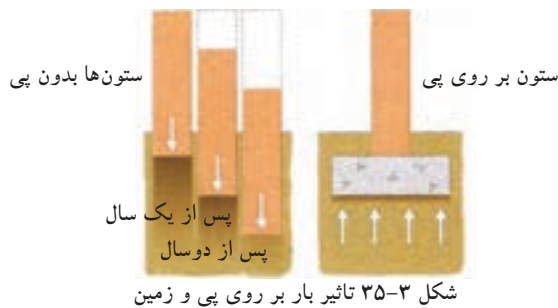 ستون بر روی پی
ستون‌ها بدون پی
پس از یک سال
پس از دوسال
شکل ۳-۳۵ تاثیر بار بر روی پی و زمین